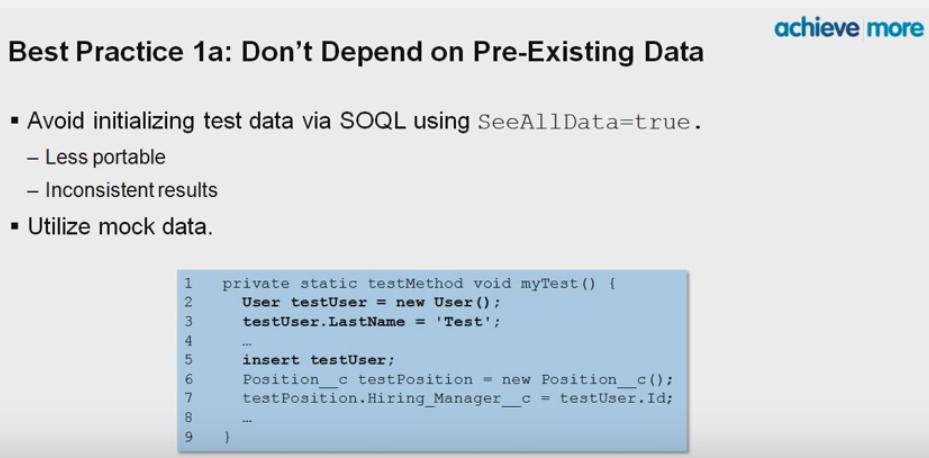 achieve more
Best Practice 1a: Don't Depend on Pre-Existing Data
▪ Avoid initializing test data via SOQL using SeeAllData=true.
– Less portable
– Inconsistent results
▪ Utilize mock data.
1 private static testMethod void myTest() {
2 User testUser = new User();
3 testUser.LastName = 'Test';
4 …
5 insert testUser;
6 Position__c testPosition = new Position__c();
7 testPosition.Hiring_Manager__c = testUser.Id;
8 …
9 }